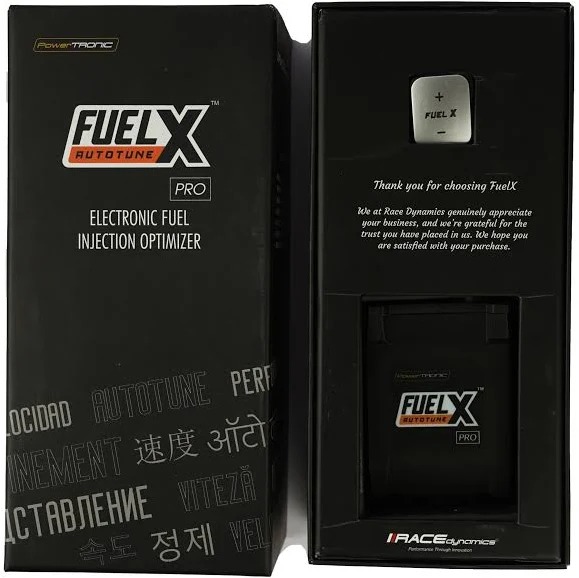 PowerTRONIC
FUELX™
AUTOTUNE
PRO
ELECTRONIC FUEL
INJECTION OPTIMIZER
LOCIDAD AUTOTUNE PERF
INEMENT 速度 ऑटो
ДСТАВЛЕНИЕ VITEZĂ
속도 정제 VEL
+
FUEL X
−
Thank you for choosing FuelX
We at Race Dynamics genuinely appreciate
your business, and we're grateful for the
trust you have placed in us. We hope you
are satisfied with your purchase.
PowerTRONIC
FUELX™
AUTOTUNE
PRO
RACEdynamics
Performance Through Innovation